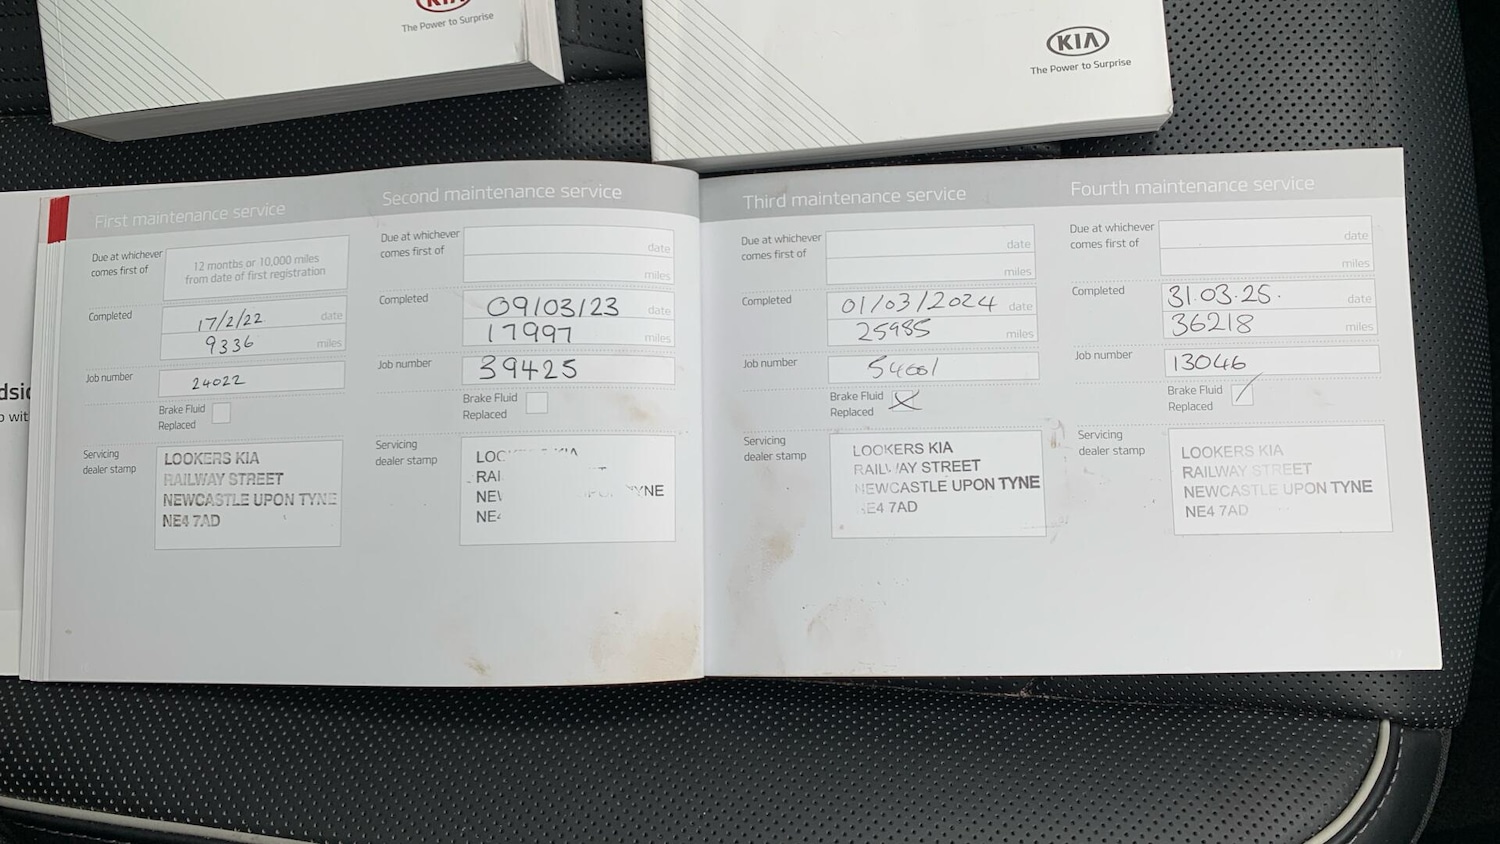 KIA
The Power to Surprise
KIA
The Power to Surprise
First maintenance service
Due at whichever
comes first of
12 months or 10,000 miles
from date of first registration
Completed
17/2/22 date
9336 miles
Job number
24022
Brake Fluid
Replaced
Servicing
dealer stamp
LOOKERS KIA
RAILWAY STREET
NEWCASTLE UPON TYNE
NE4 7AD
Second maintenance service
Due at whichever
comes first of
date
miles
Completed
09/03/23 date
17997 miles
Job number
39425
Brake Fluid
Replaced
Servicing
dealer stamp
Third maintenance service
Due at whichever
comes first of
date
miles
Completed
01/03/2024 date
25985 miles
Job number
Brake Fluid
Replaced
Servicing
dealer stamp
LOOKERS KIA
RAILWAY STREET
NEWCASTLE UPON TYNE
NE4 7AD
Fourth maintenance service
Due at whichever
comes first of
date
miles
Completed
31.03.25. date
36218 miles
Job number
13046
Brake Fluid
Replaced
Servicing
dealer stamp
LOOKERS KIA
RAILWAY STREET
NEWCASTLE UPON TYNE
NE4 7AD